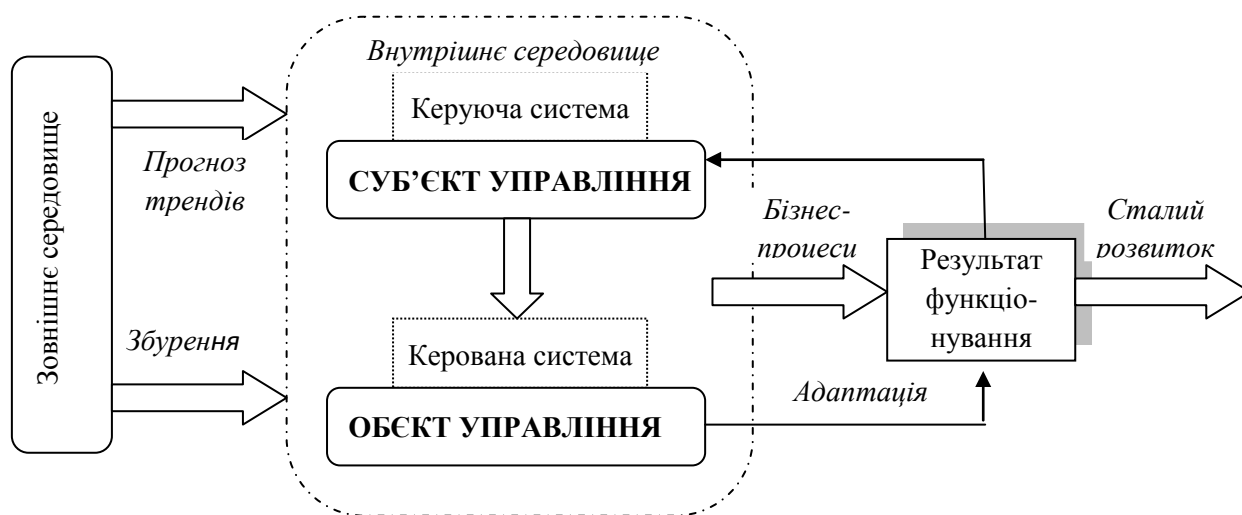 Зовнішнє середовище
Прогноз
трендів
Збурення
Внутрішнє середовище
Керуюча система
СУБ’ЄКТ УПРАВЛІННЯ
Керована система
ОБЄКТ УПРАВЛІННЯ
Бізнес-
процеси
Адаптація
Результат
функціо-
нування
Сталий
розвиток